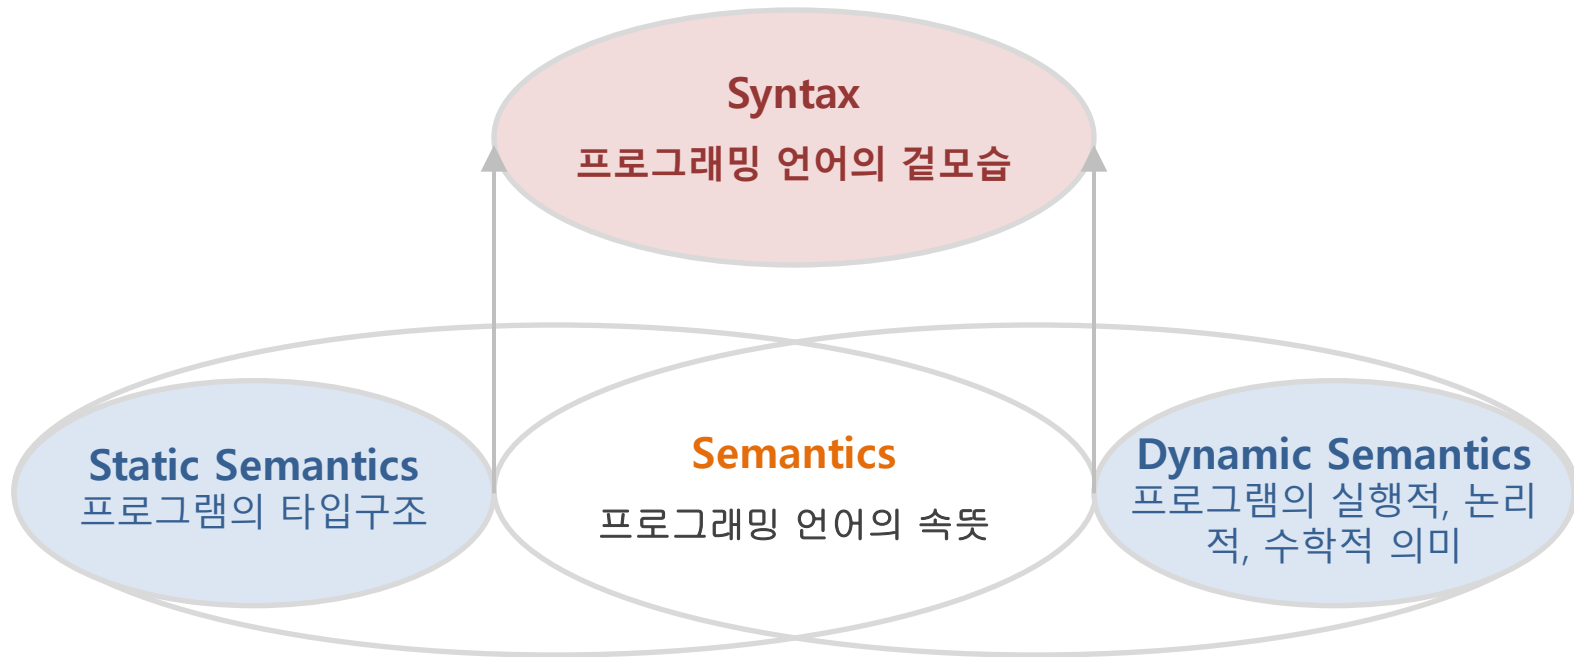 Syntax
프로그래밍 언어의 겉모습
Static Semantics
프로그램의 타입구조
Semantics
프로그래밍 언어의 속뜻
Dynamic Semantics
프로그램의 실행적, 논리
적, 수학적 의미